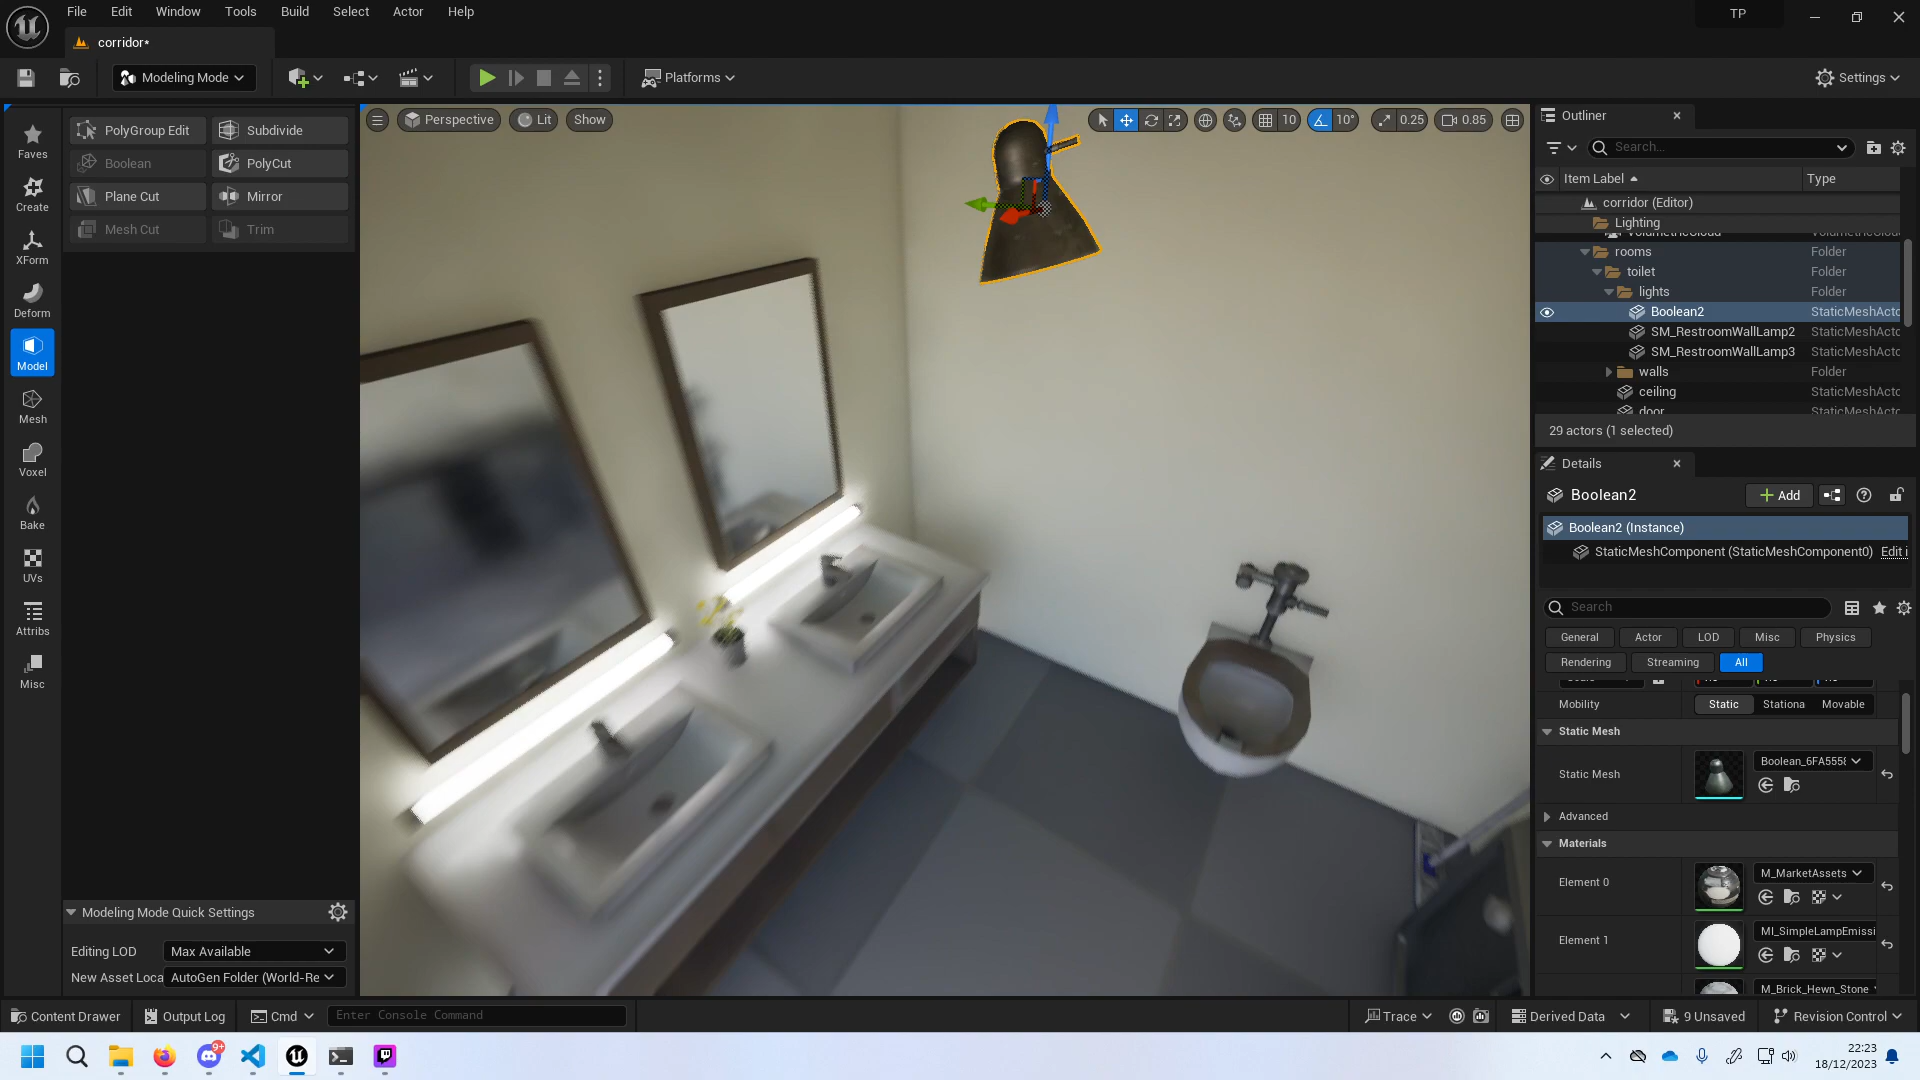 File Edit Window Tools Build Select Actor Help
TP
corridor*
Modeling Mode
Platforms
Settings
Faves
Create
XForm
Deform
Model
Mesh
Voxel
Bake
UVs
Attribs
Misc
PolyGroup Edit Subdivide
Boolean PolyCut
Plane Cut Mirror
Mesh Cut Trim
Modeling Mode Quick Settings
Editing LOD Max Available
New Asset Loca AutoGen Folder (World-Re
Perspective Lit Show
10 10° 0.25 0.85
Outliner
Search...
Item Label Type
corridor (Editor)
Lighting
VolumetricCloud
rooms Folder
toilet Folder
lights Folder
Boolean2 StaticMeshActo
SM_RestroomWallLamp2 StaticMeshActo
SM_RestroomWallLamp3 StaticMeshActo
walls Folder
ceiling StaticMeshActo
door StaticMeshActo
29 actors (1 selected)
Details
Boolean2 Add
Boolean2 (Instance)
StaticMeshComponent (StaticMeshComponent0) Edit i
Search
General Actor LOD Misc Physics
Rendering Streaming All
Mobility Static Stationa Movable
Static Mesh
Static Mesh Boolean_6FA5558
Advanced
Materials
Element 0 M_MarketAssets
Element 1 MI_SimpleLampEmissi
M_Brick_Hewn_Stone
Content Drawer Output Log Cmd Enter Console Command
Trace Derived Data 9 Unsaved Revision Control
9+
22:23
18/12/2023